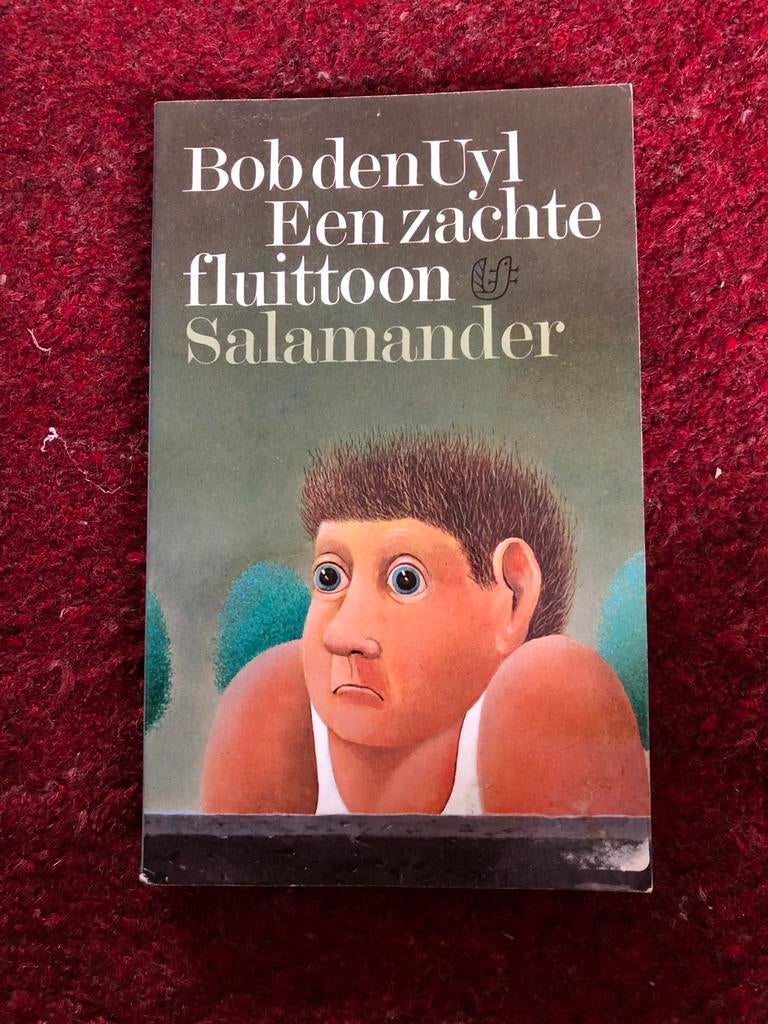 Bob den Uyl
Een zachte
fluittoon
Salamander